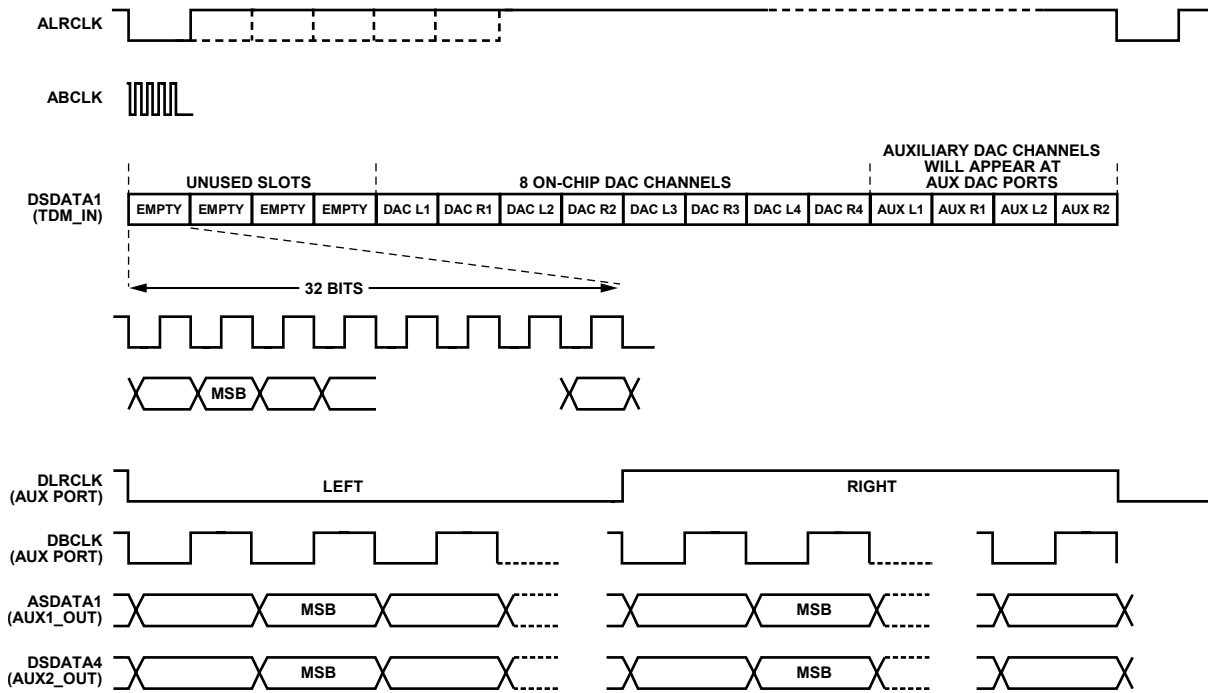 ALRCLK
ABCLK
AUXILIARY DAC CHANNELS
WILL APPEAR AT
AUX DAC PORTS
UNUSED SLOTS
8 ON-CHIP DAC CHANNELS
DSDATA1
(TDM_IN)
EMPTY EMPTY EMPTY EMPTY DAC L1 DAC R1 DAC L2 DAC R2 DAC L3 DAC R3 DAC L4 DAC R4 AUX L1 AUX R1 AUX L2 AUX R2
32 BITS
MSB
DLRCLK
(AUX PORT)
LEFT
RIGHT
DBCLK
(AUX PORT)
ASDATA1
(AUX1_OUT)
MSB
MSB
DSDATA4
(AUX2_OUT)
MSB
MSB